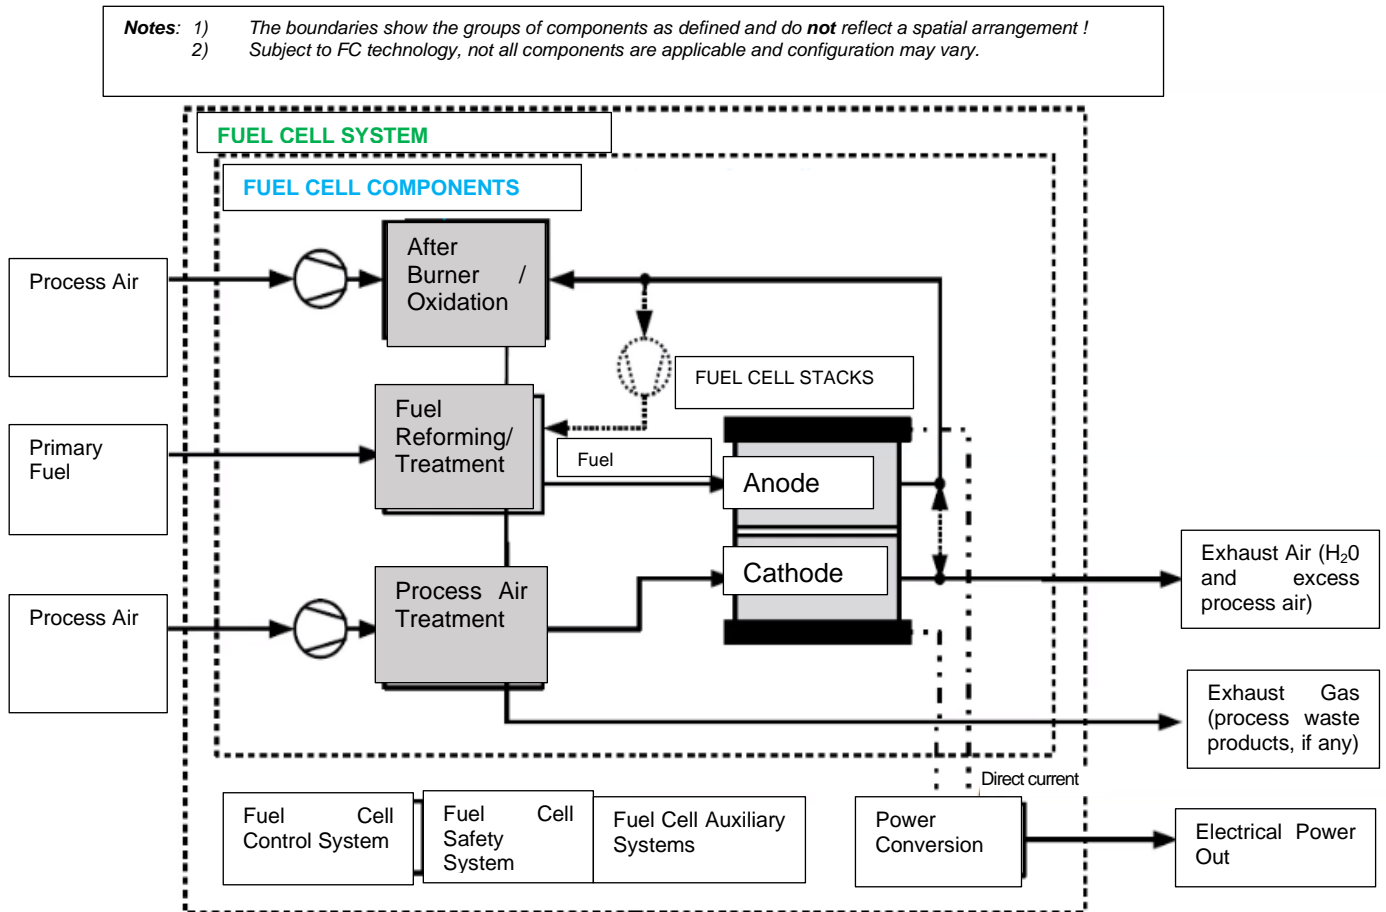 Notes: 1) The boundaries show the groups of components as defined and do not reflect a spatial arrangement !
2) Subject to FC technology, not all components are applicable and configuration may vary.
FUEL CELL SYSTEM
FUEL CELL COMPONENTS
After
Burner /
Oxidation
Process Air
FUEL CELL STACKS
Fuel
Reforming/
Treatment
Primary
Fuel
Fuel
Anode
Exhaust Air (H₂0
and excess
process air)
Cathode
Process Air
Treatment
Process Air
Exhaust Gas
(process waste
products, if any)
Direct current
Fuel Cell
Control System
Fuel Cell
Safety
System
Fuel Cell Auxiliary
Systems
Power
Conversion
Electrical Power
Out